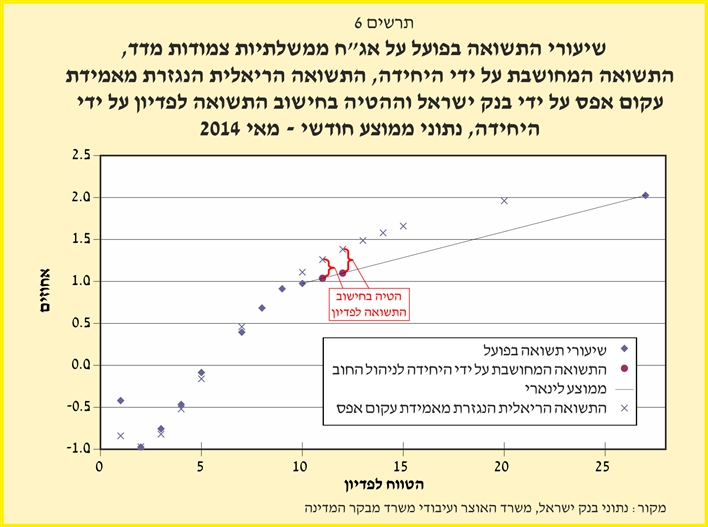 תרשים 6
שיעורי התשואה בפועל על אג"ח ממשלתיות צמודות מדד,
התשואה המחושבת על ידי היחידה, התשואה הריאלית הנגזרת מאמידת
עקום אפס על ידי בנק ישראל וההטיה בחישוב התשואה לפדיון על ידי
היחידה, נתוני ממוצע חודשי - מאי 2014
2.5
2.0
1.5
1.0
0.5
0.0
-0.5
-1.0
אחוזים
הטיה בחישוב
התשואה לפדיון
שיעורי תשואה בפועל
התשואה המחושבת על ידי היחידה לניהול החוב
ממוצע לינארי
התשואה הריאלית הנגזרת מאמידת עקום אפס
0 5 10 15 20 25
הטווח לפדיון
מקור: נתוני בנק ישראל, משרד האוצר ועיבודי משרד מבקר המדינה